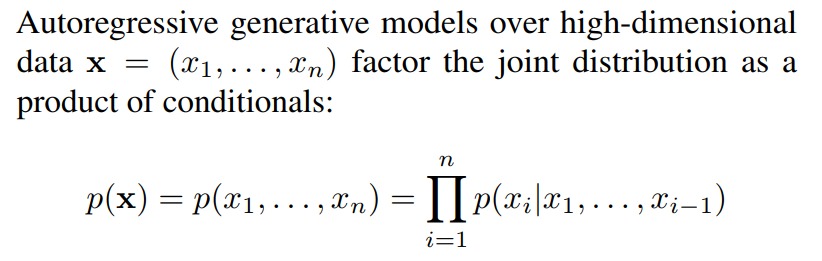 Autoregressive generative models over high-dimensional
data x = (x₁, . . . , xₙ) factor the joint distribution as a
product of conditionals:
p(x) = p(x₁, . . . , xₙ) = ∏ⁿᵢ₌₁ p(xᵢ|x₁, . . . , xᵢ₋₁)